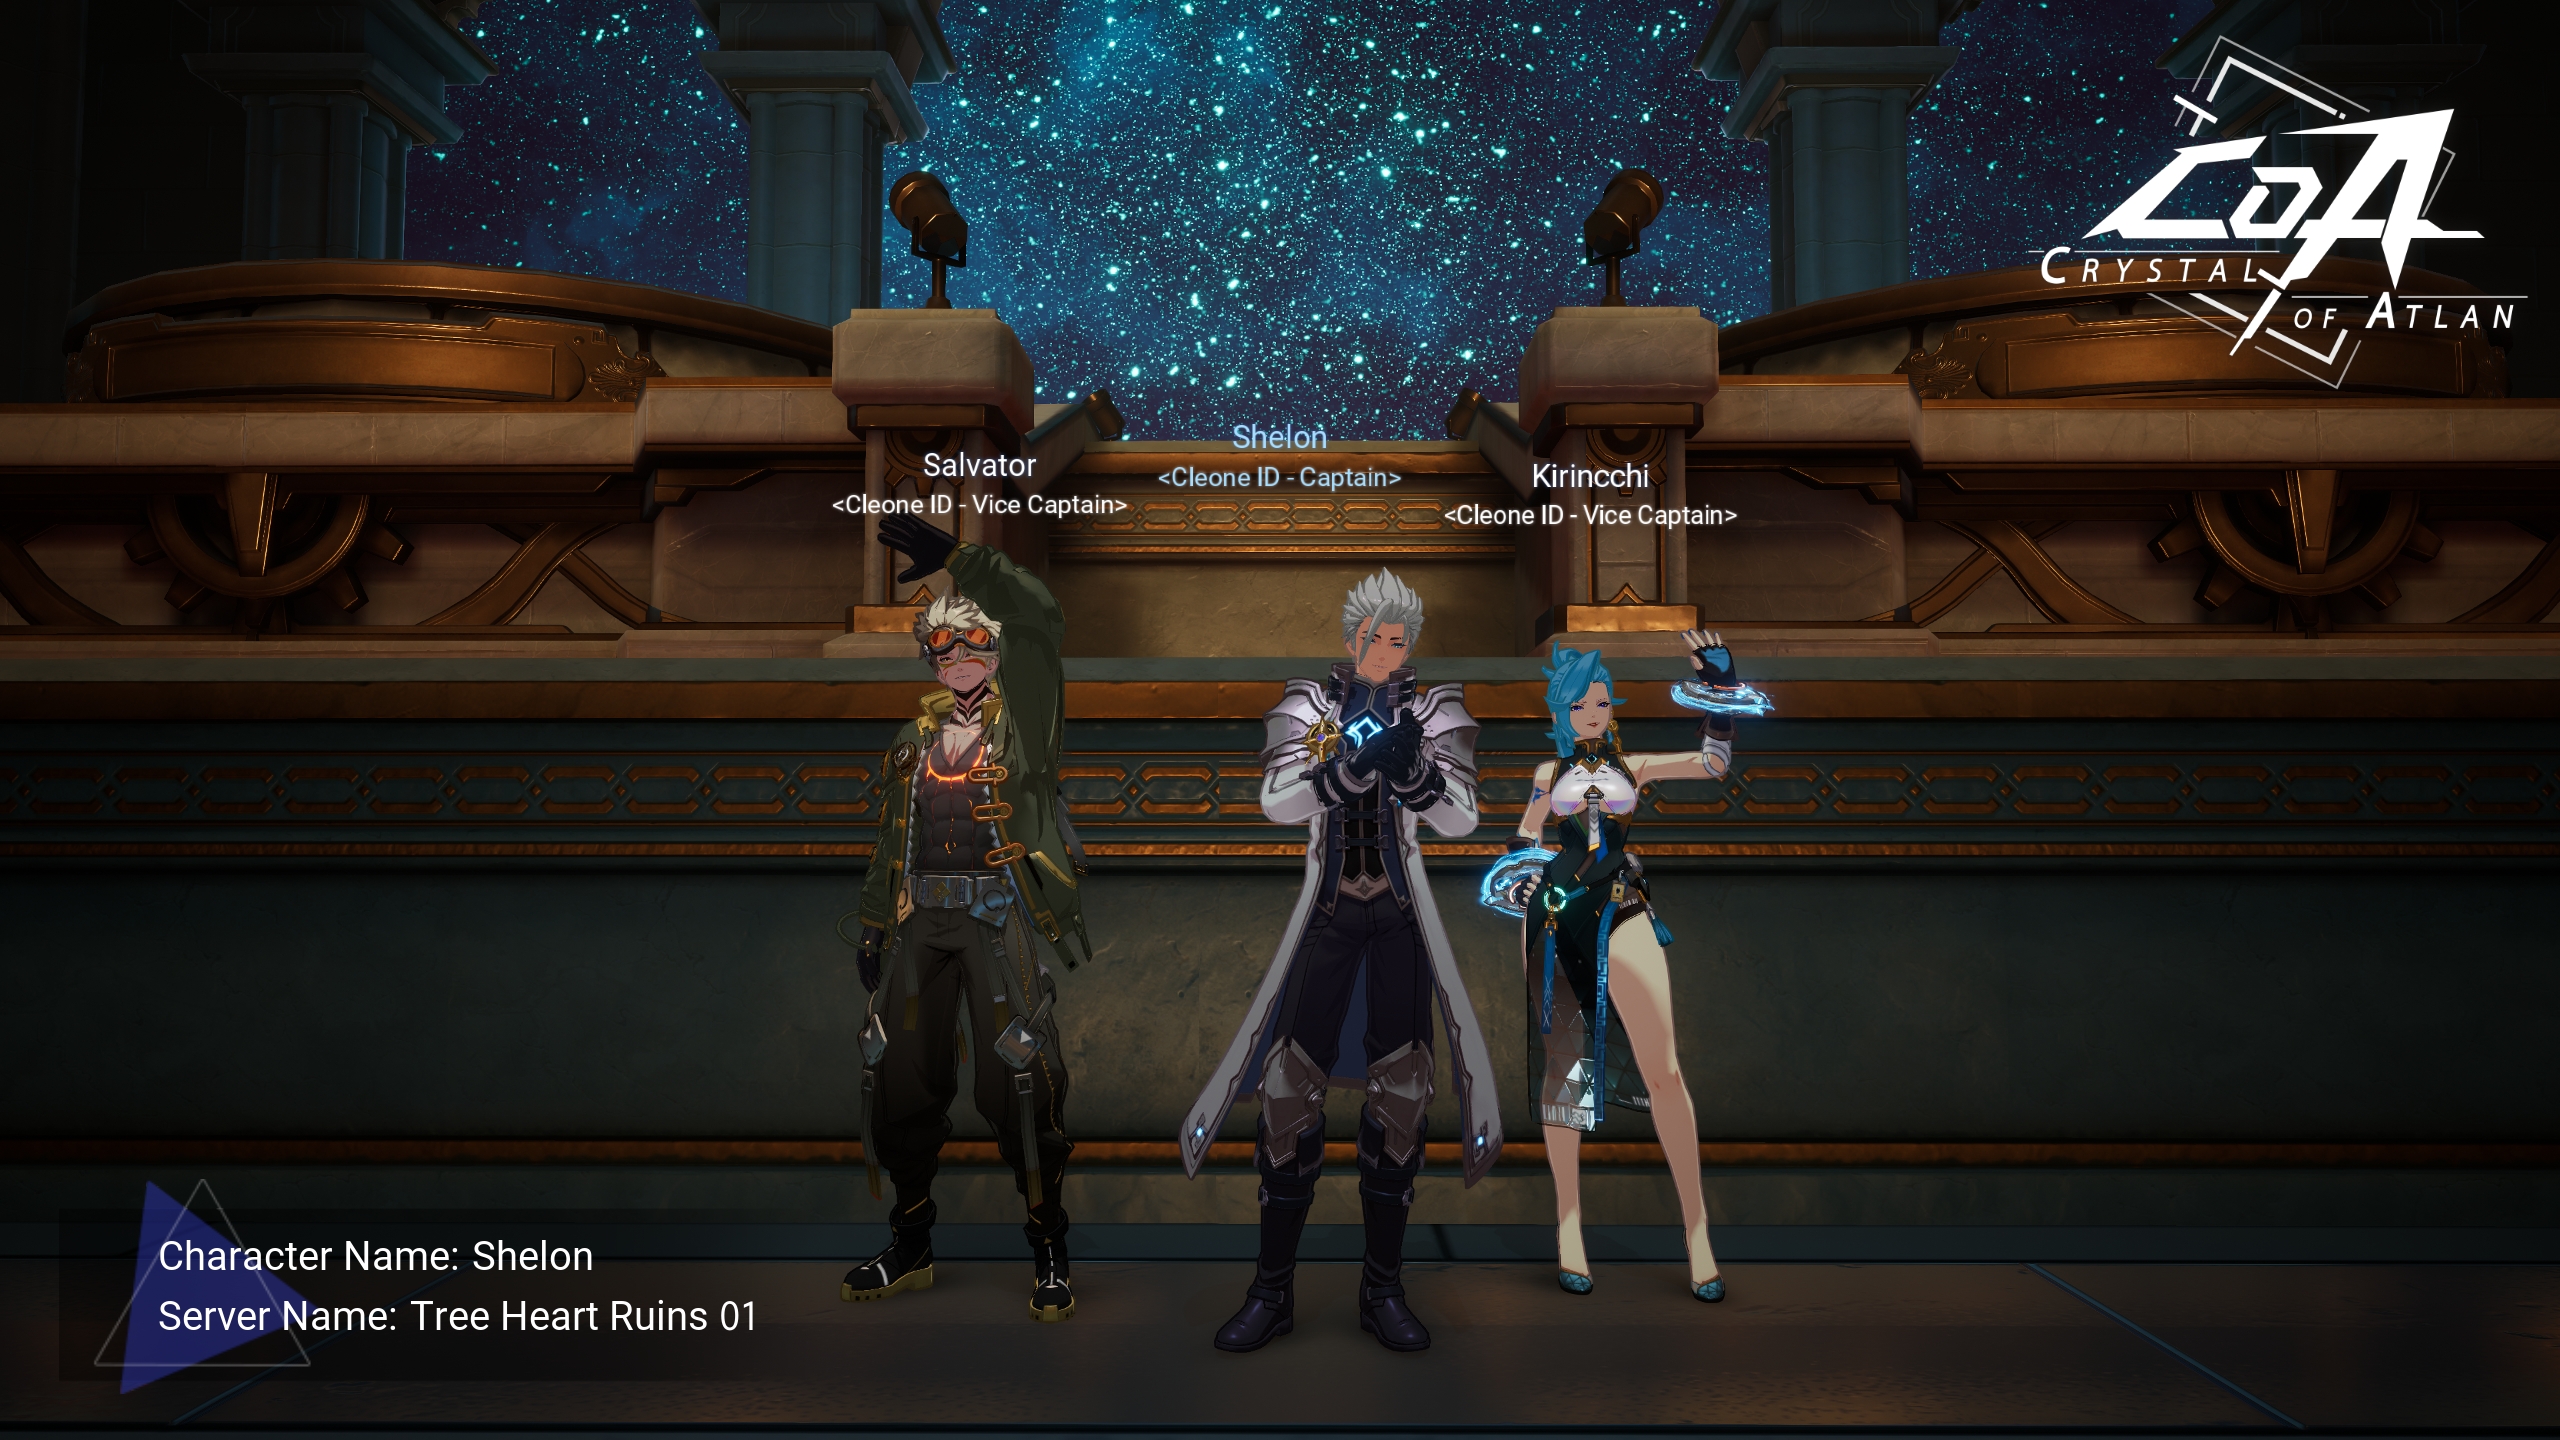 CoA
CRYSTAL
OF ATLAN
Shelon
<Cleone ID - Captain>
Salvator
<Cleone ID - Vice Captain>
Kirincchi
<Cleone ID - Vice Captain>
Character Name: Shelon
Server Name: Tree Heart Ruins 01